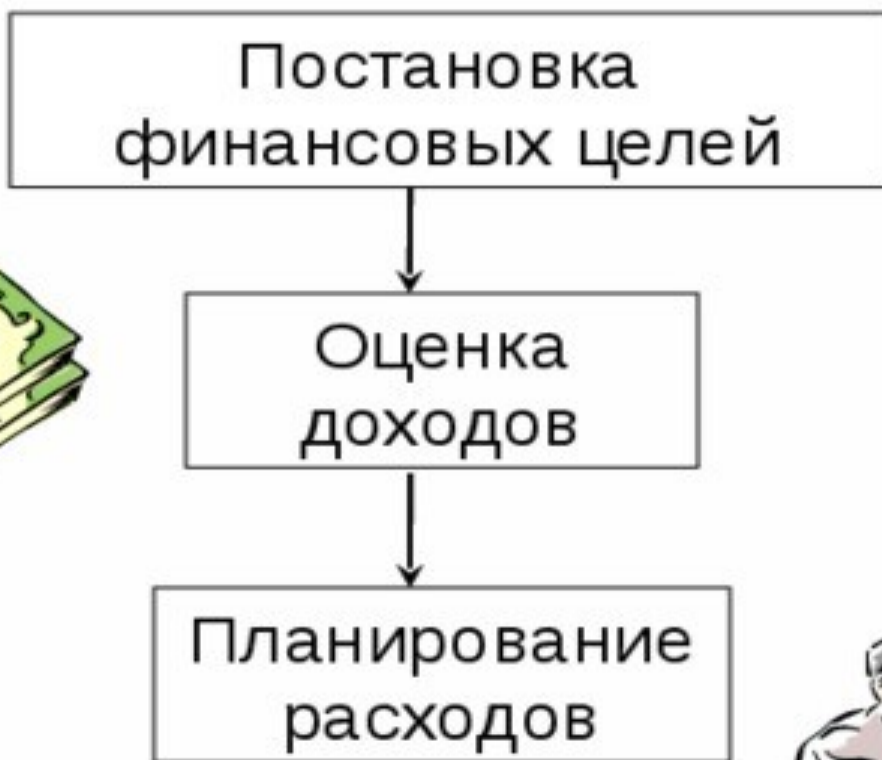 Постановка
финансовых целей
Оценка
доходов
Планирование
расходов